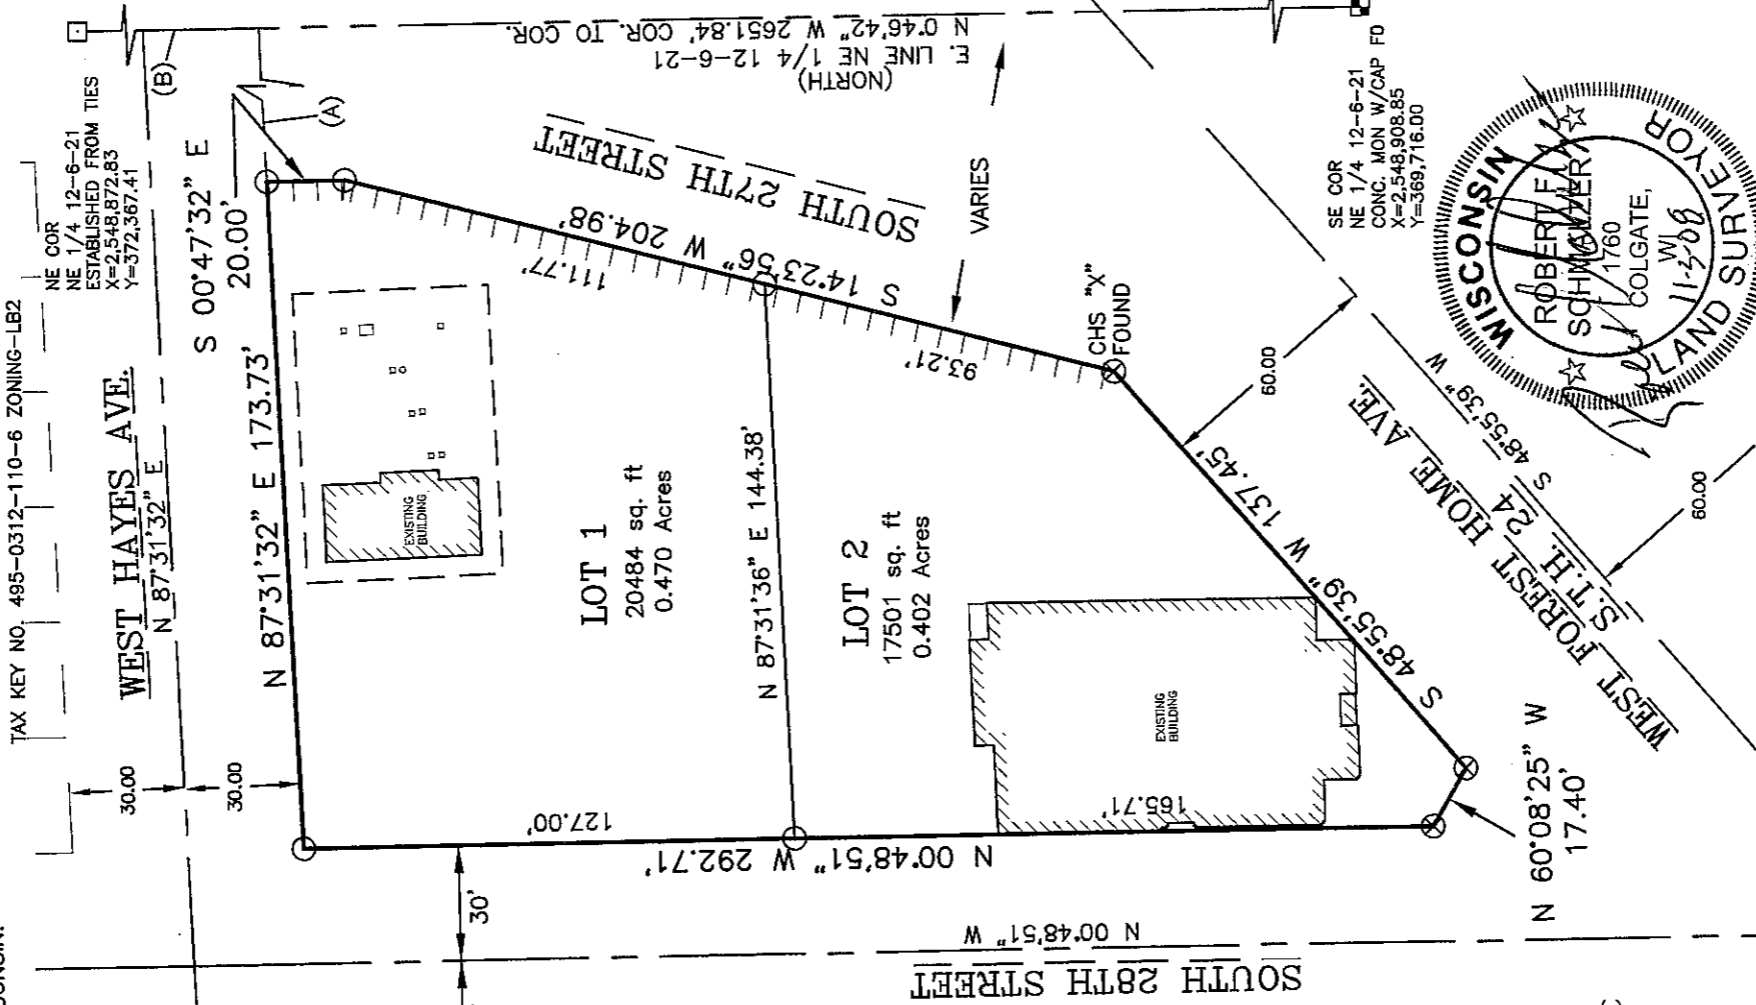 TAX KEY NO. 495-0312-110-6 ZONING-LB2
WEST HAYES AVE.
N 87°31'32" E
30.00
30.00
NE COR
NE 1/4 12-6-21
ESTABLISHED FROM TIES
X=2,548,872.83
Y=372,367.41
(B)
(A)
S 00°47'32" E
20.00'
N 87°31'32" E 173.73'
N 0°46'42" W 2651.84' COR. TO COR.
E. LINE NE 1/4 12-6-21
(NORTH)
SOUTH 27TH STREET
VARIES
S 14°23'56" W 204.98'
111.77'
93.21'
EXISTING
BUILDING
LOT 1
20484 sq. ft
0.470 Acres
N 87°31'36" E 144.38'
LOT 2
17501 sq. ft
0.402 Acres
EXISTING
BUILDING
127.00'
165.71'
N 00°48'51" W 292.71'
30'
N 00°48'51" W
SOUTH 28TH STREET
CHS "X"
FOUND
S 48°55'39" W 137.45'
60.00
60.00
WEST FOREST HOME AVE.
S.T.H. 24
S 48°55'39" W
N 60°08'25" W
17.40'
SE COR
NE 1/4 12-6-21
CONC. MON W/CAP FD
X=2,548,908.85
Y=369,716.00
WISCONSIN
ROBERT
SCHMALZER
1760
COLGATE,
WI
11-3-08
LAND SURVEYOR